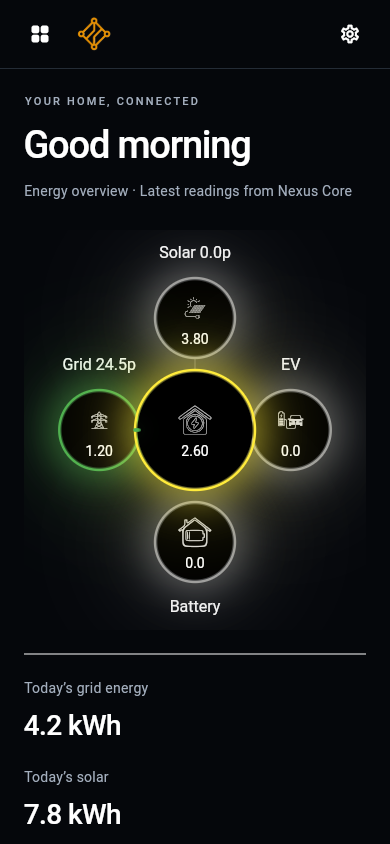 YOUR HOME, CONNECTED
Good morning
Energy overview · Latest readings from Nexus Core
Solar 0.0p
3.80
Grid 24.5p
EV
1.20
2.60
0.0
0.0
Battery
Today’s grid energy
4.2 kWh
Today’s solar
7.8 kWh